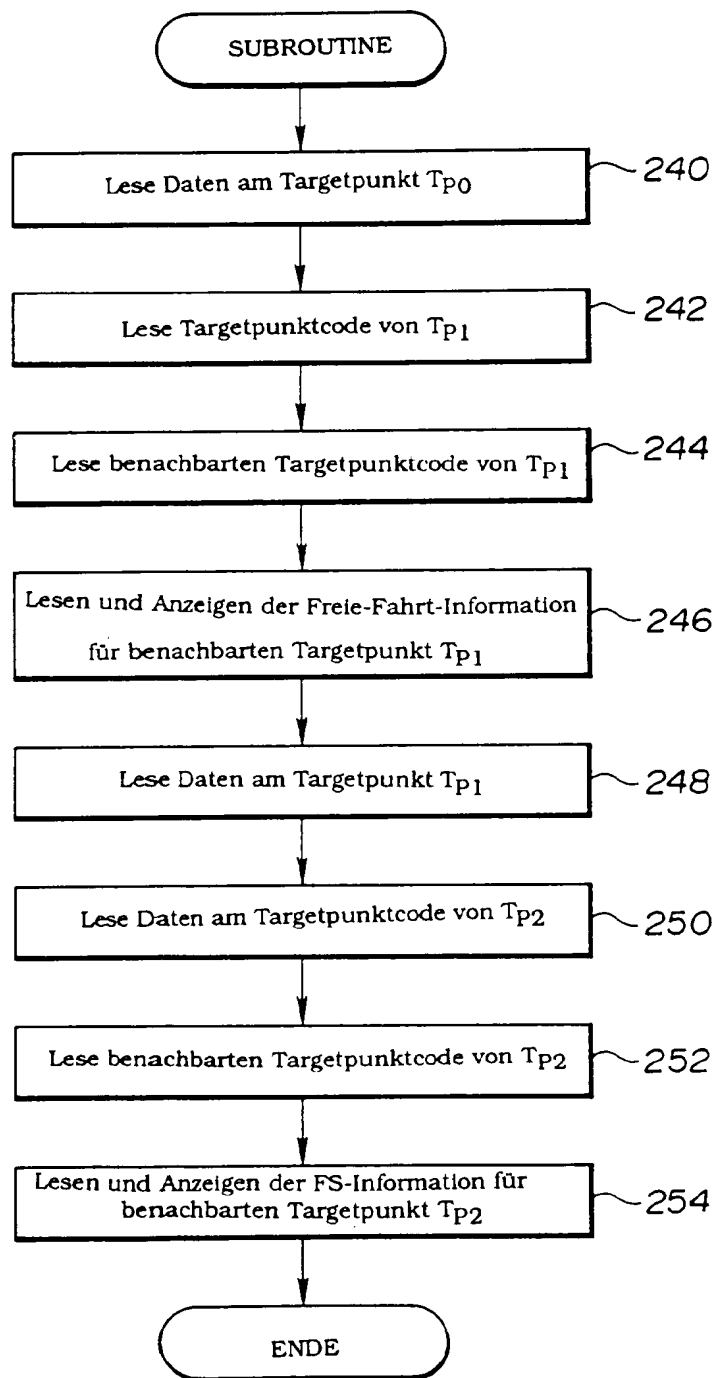 SUBROUTINE
Lese Daten am Targetpunkt TP0
240
Lese Targetpunktcode von TP1
242
Lese benachbarten Targetpunktcode von TP1
244
Lesen und Anzeigen der Freie-Fahrt-Information
für benachbarten Targetpunkt TP1
246
Lese Daten am Targetpunkt TP1
248
Lese Daten am Targetpunktcode von TP2
250
Lese benachbarten Targetpunktcode von TP2
252
Lesen und Anzeigen der FS-Information für
benachbarten Targetpunkt TP2
254
ENDE